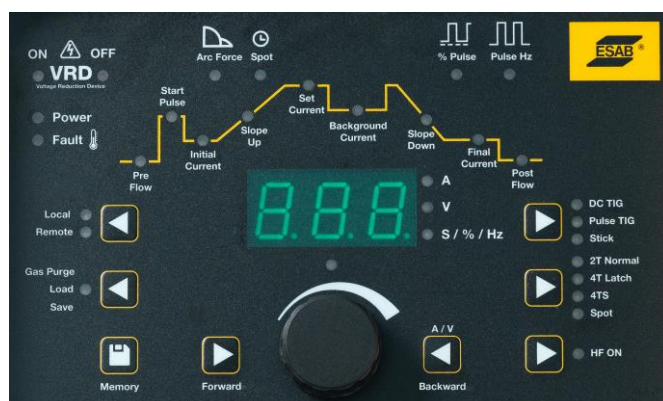 ON OFF
VRD
Voltage Reduction Device
Power
Fault
Arc Force
Spot
% Pulse
Pulse Hz
ESAB ®
Pre
Flow
Start
Pulse
Initial
Current
Slope
Up
Set
Current
Background
Current
Slope
Down
Final
Current
Post
Flow
8.8.8.
A
V
S / % / Hz
Local
Remote
Gas Purge
Load
Save
Memory
Forward
A / V
Backward
DC TIG
Pulse TIG
Stick
2T Normal
4T Latch
4TS
Spot
HF ON